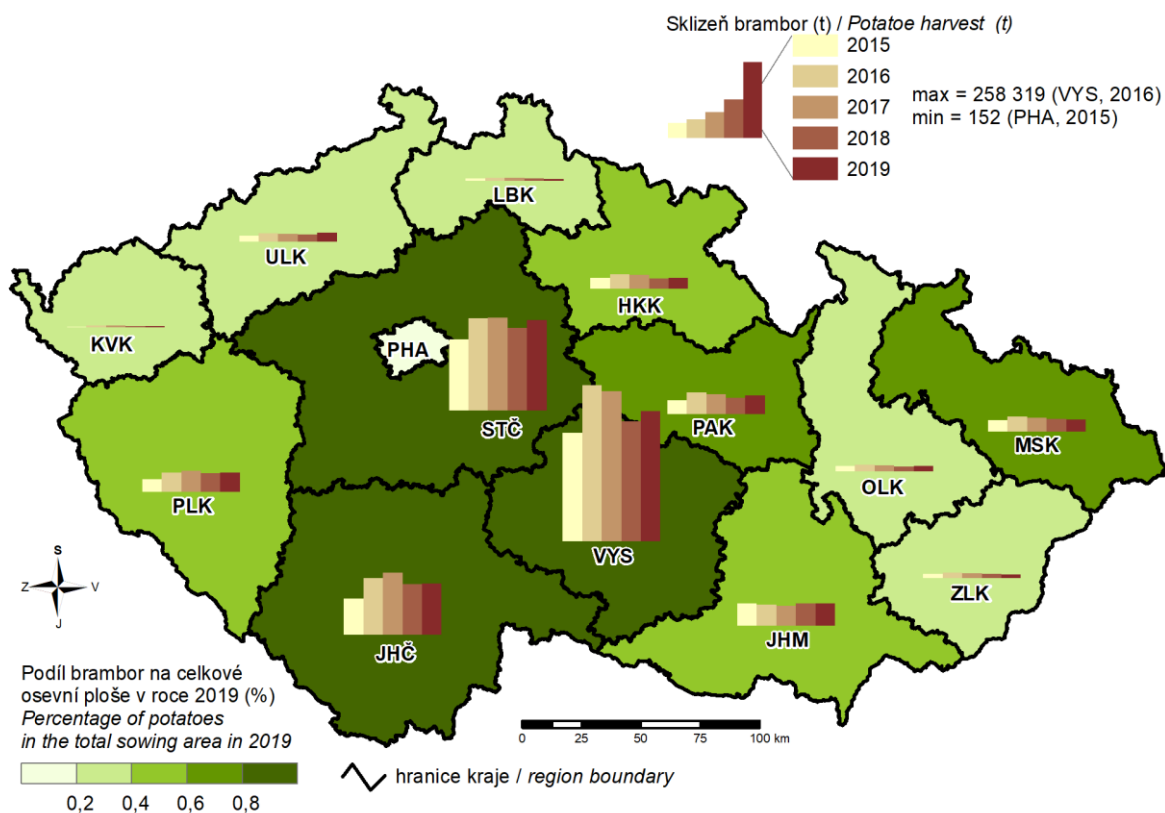 Sklizeň brambor (t) / Potatoe harvest (t)
2015
2016
2017
2018
2019
max = 258 319 (VYS, 2016)
min = 152 (PHA, 2015)
LBK
ULK
HKK
KVK
PHA
STČ
PAK
MSK
OLK
PLK
VYS
ZLK
JHM
JHČ
S
Z V
J
Podíl brambor na celkové
osevní ploše v roce 2019 (%)
Percentage of potatoes
in the total sowing area in 2019
0,2 0,4 0,6 0,8
0 25 50 75 100 km
hranice kraje / region boundary